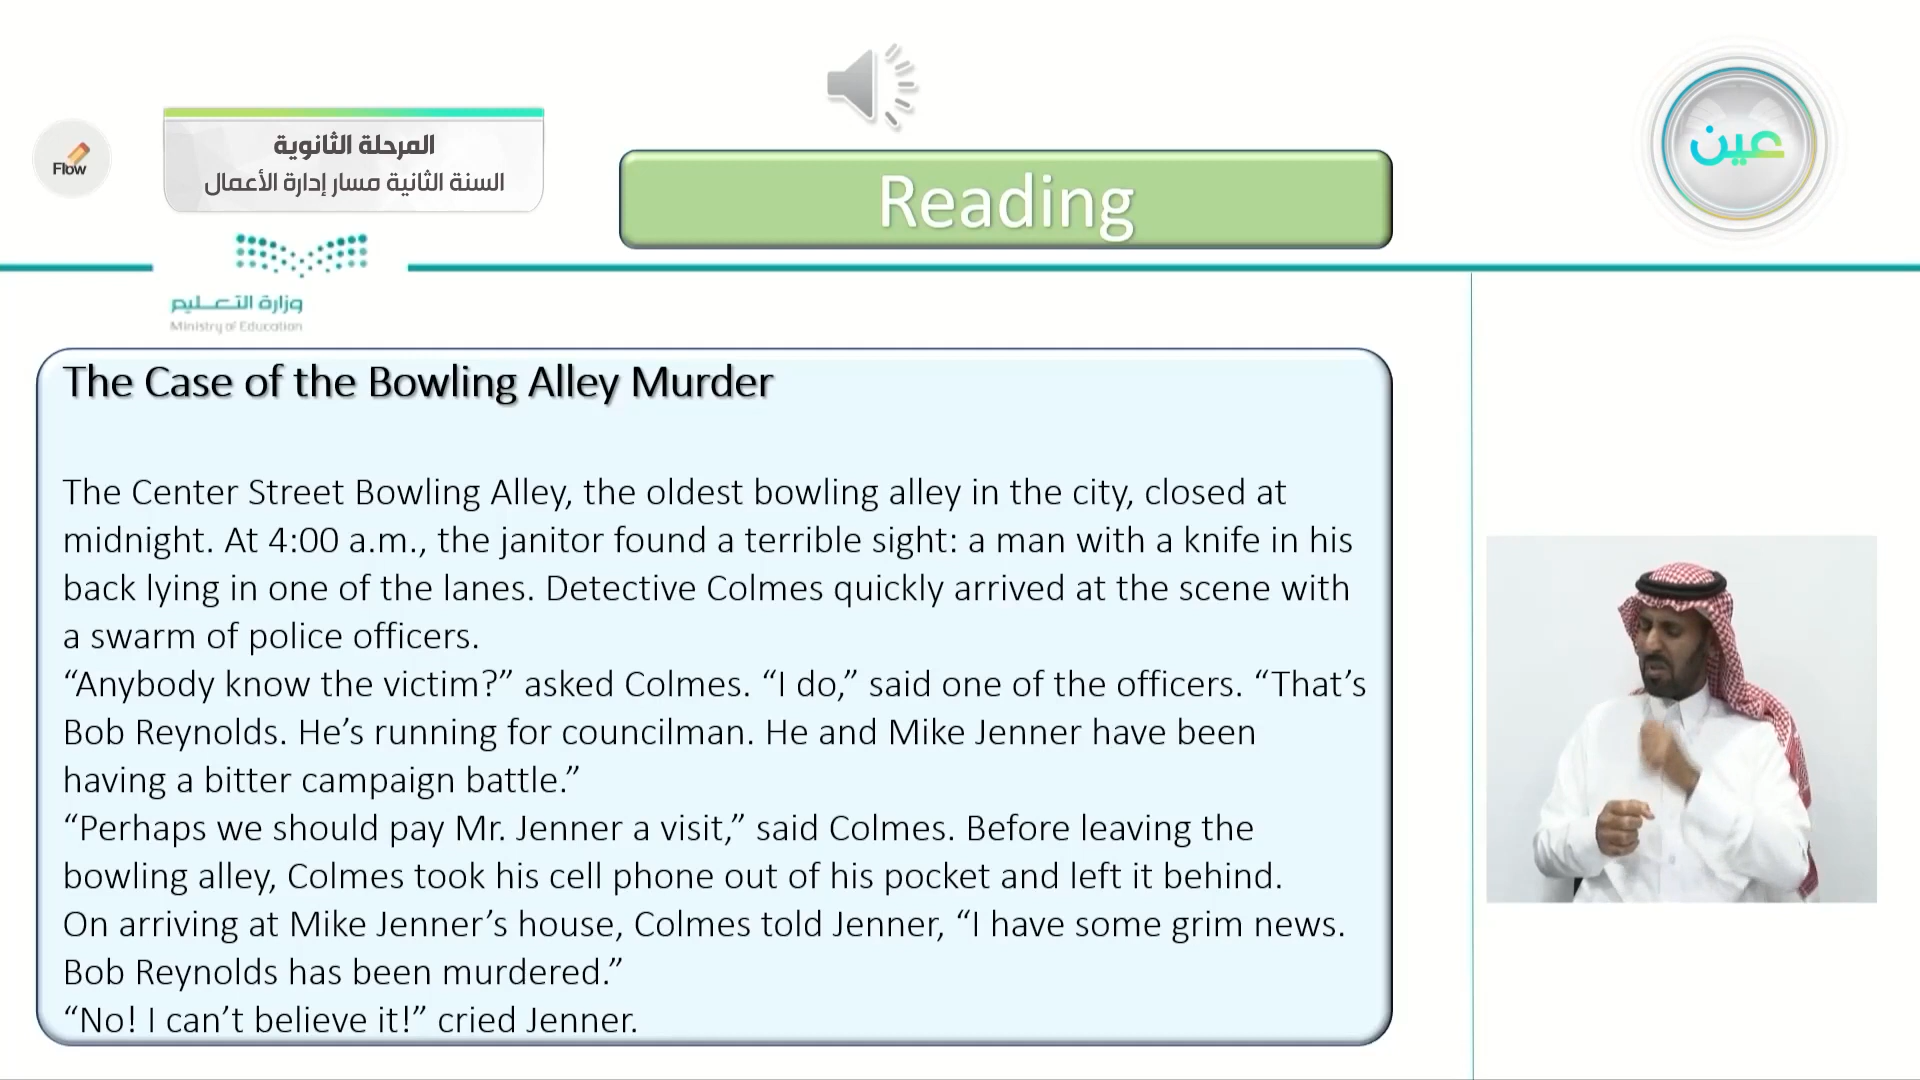 Flow
المرحلة الثانوية
السنة الثانية مسار إدارة الأعمال
Reading
عين
وزارة التعليم
Ministry of Education
The Case of the Bowling Alley Murder
The Center Street Bowling Alley, the oldest bowling alley in the city, closed at
midnight. At 4:00 a.m., the janitor found a terrible sight: a man with a knife in his
back lying in one of the lanes. Detective Colmes quickly arrived at the scene with
a swarm of police officers.
“Anybody know the victim?” asked Colmes. “I do,” said one of the officers. “That’s
Bob Reynolds. He’s running for councilman. He and Mike Jenner have been
having a bitter campaign battle.”
“Perhaps we should pay Mr. Jenner a visit,” said Colmes. Before leaving the
bowling alley, Colmes took his cell phone out of his pocket and left it behind.
On arriving at Mike Jenner’s house, Colmes told Jenner, “I have some grim news.
Bob Reynolds has been murdered.”
“No! I can’t believe it!” cried Jenner.